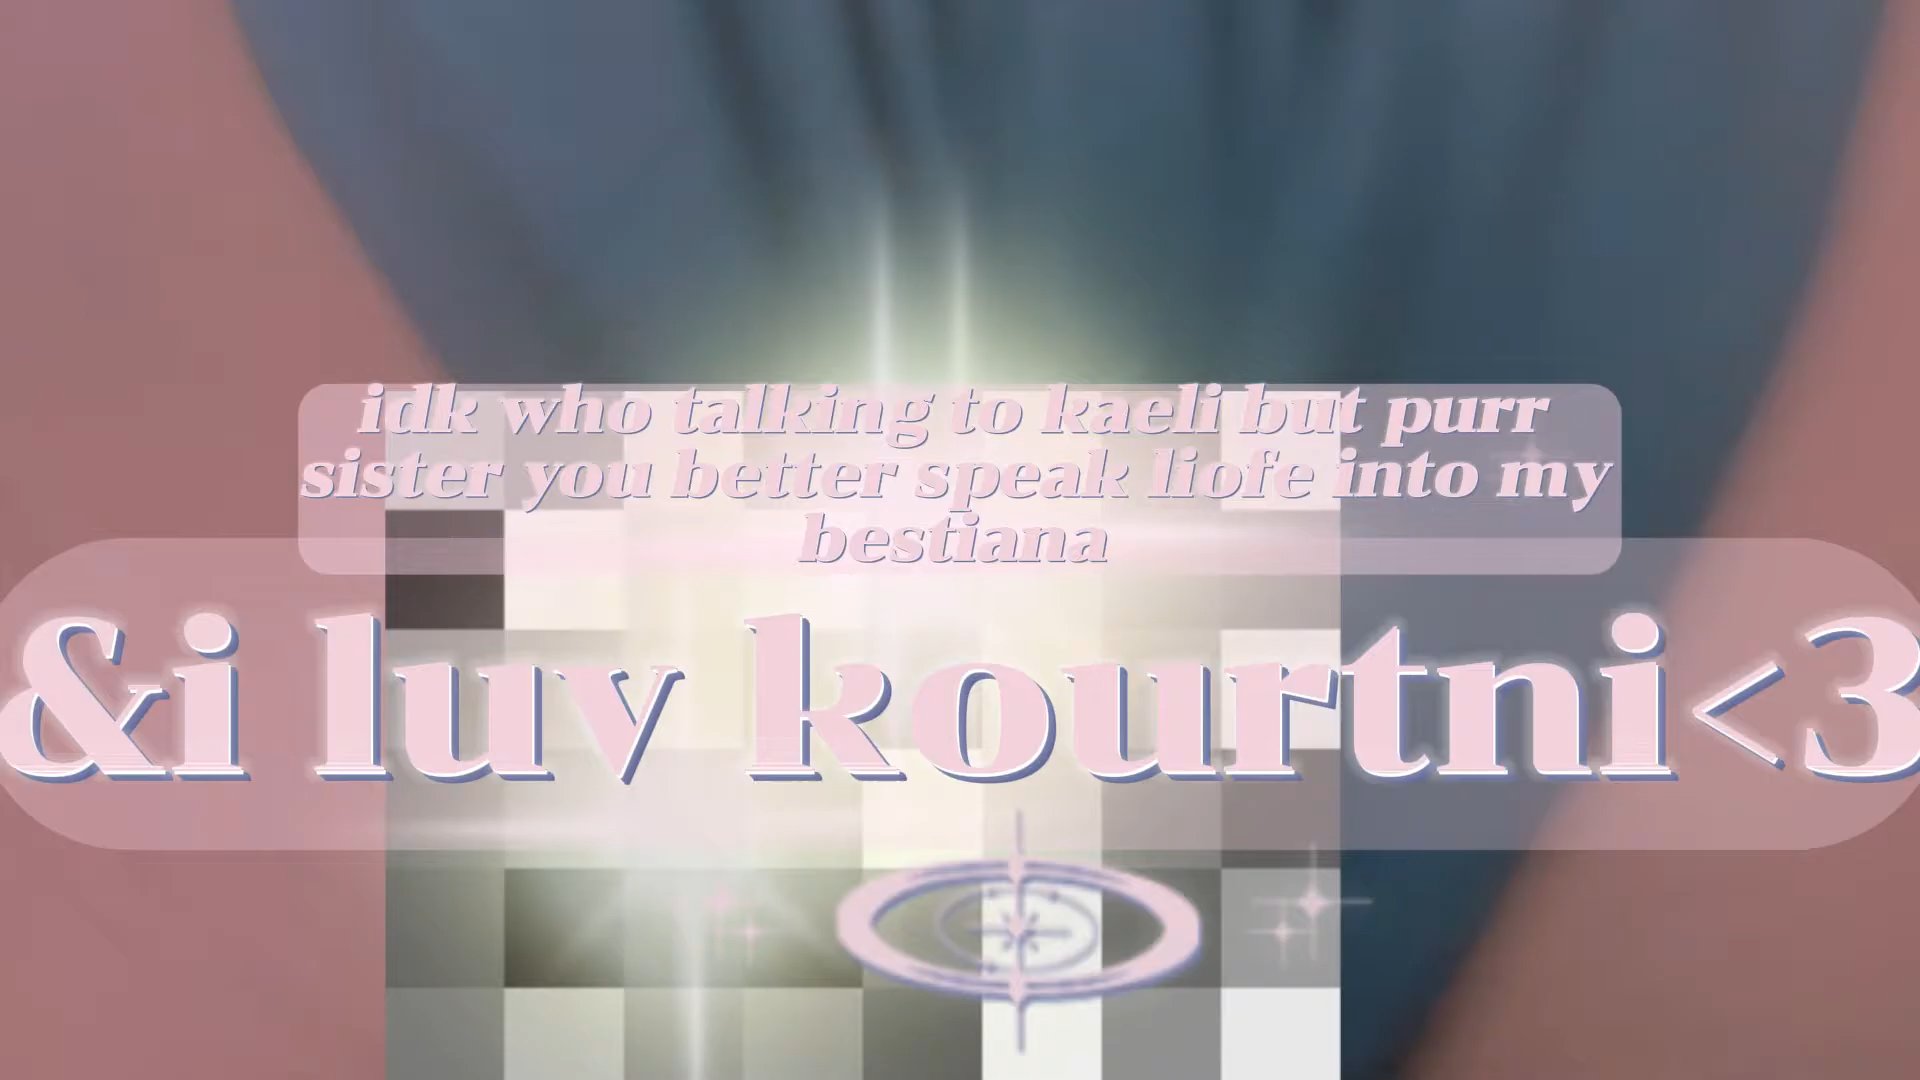 idk who talking to kaeli but purr
sister you better speak liofe into my
bestiana
&i luv kourtni<3